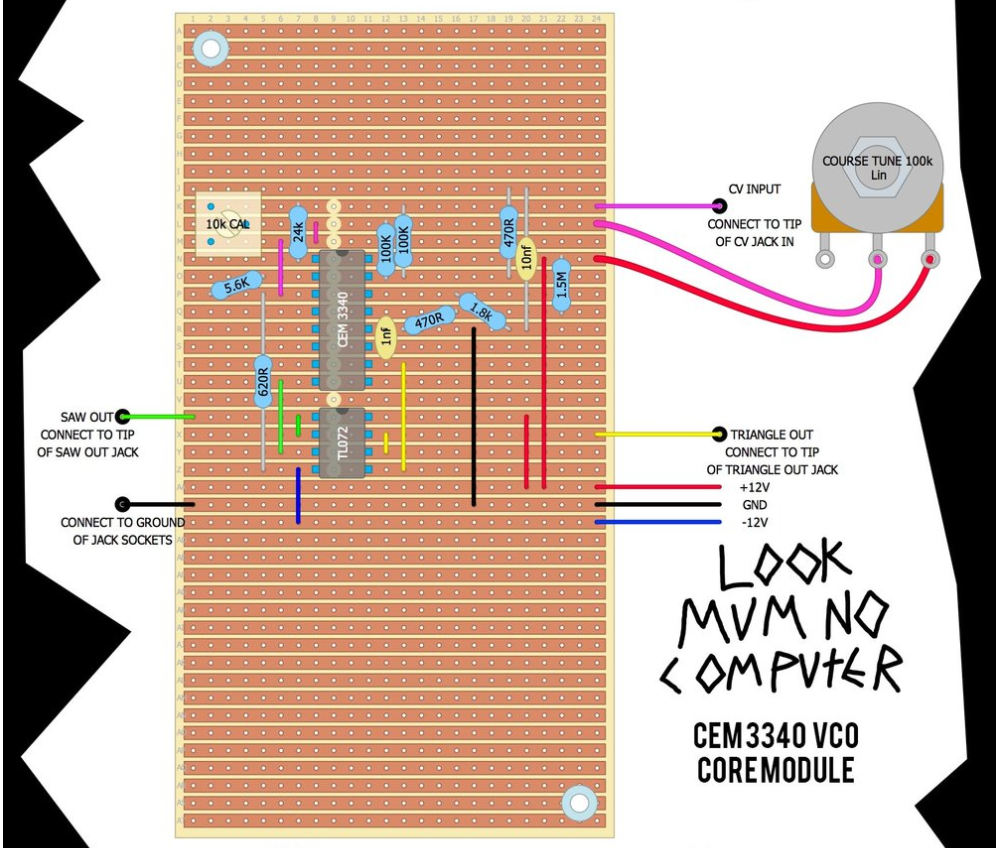 1 2 3 4 5 6 7 8 9 10 11 12 13 14 15 16 17 18 19 20 21 22 23 24
COURSE TUNE 100k
Lin
CV INPUT
CONNECT TO TIP
OF CV JACK IN
10k CAL
24k
100K
100K
470R
10nf
1.5M
5.6K
CEM 3340
1nf
470R
1.8k
620R
TL072
SAW OUT
CONNECT TO TIP
OF SAW OUT JACK
CONNECT TO GROUND
OF JACK SOCKETS
TRIANGLE OUT
CONNECT TO TIP
OF TRIANGLE OUT JACK
+12V
GND
-12V
LOOK
MUM NO
COMPUTER
CEM 3340 VCO
CORE MODULE